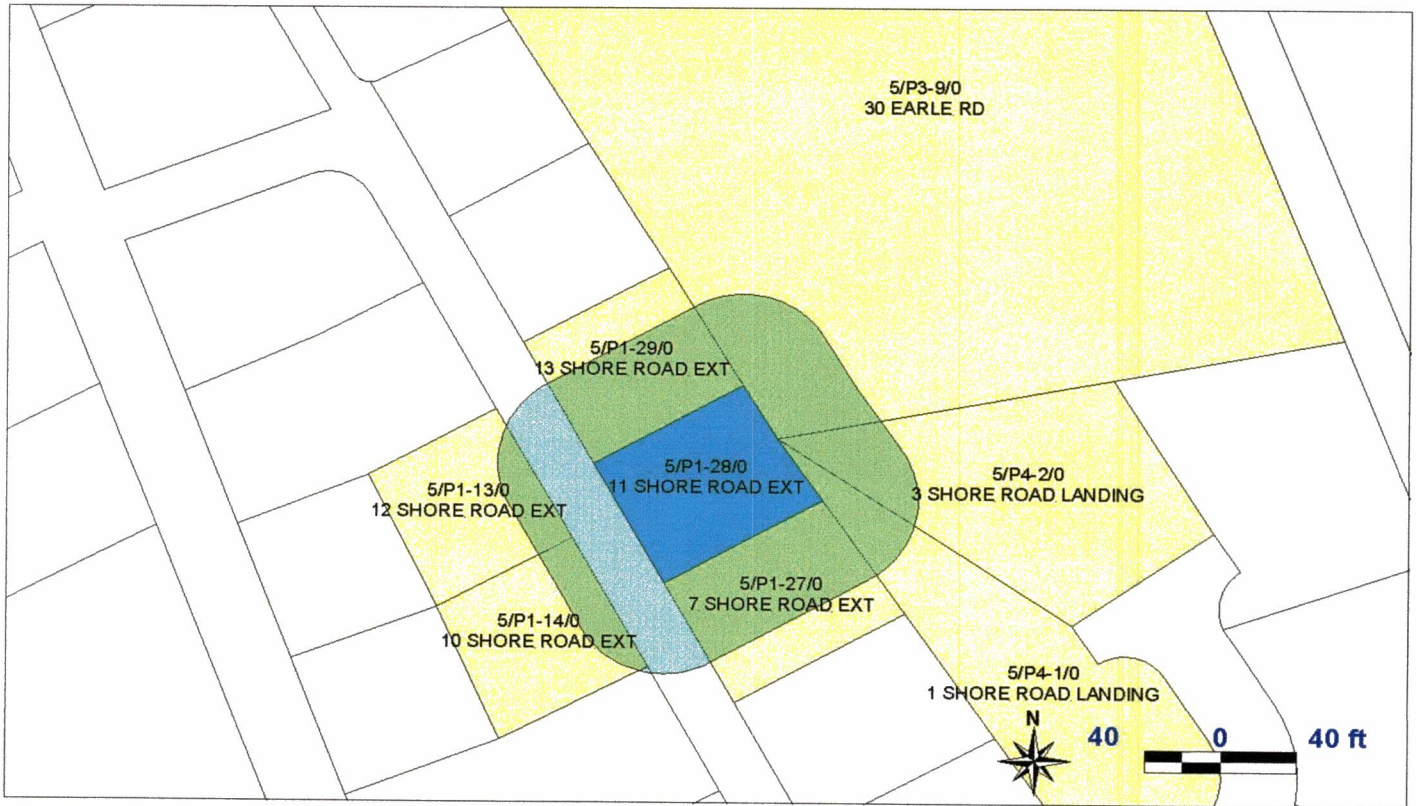 5/P3-9/0
30 EARLE RD
5/P1-29/0
13 SHORE ROAD EXT
5/P1-28/0
11 SHORE ROAD EXT
5/P4-2/0
3 SHORE ROAD LANDING
5/P1-13/0
12 SHORE ROAD EXT
5/P1-27/0
7 SHORE ROAD EXT
5/P1-14/0
10 SHORE ROAD EXT
5/P4-1/0
1 SHORE ROAD LANDING
N
40 0 40 ft